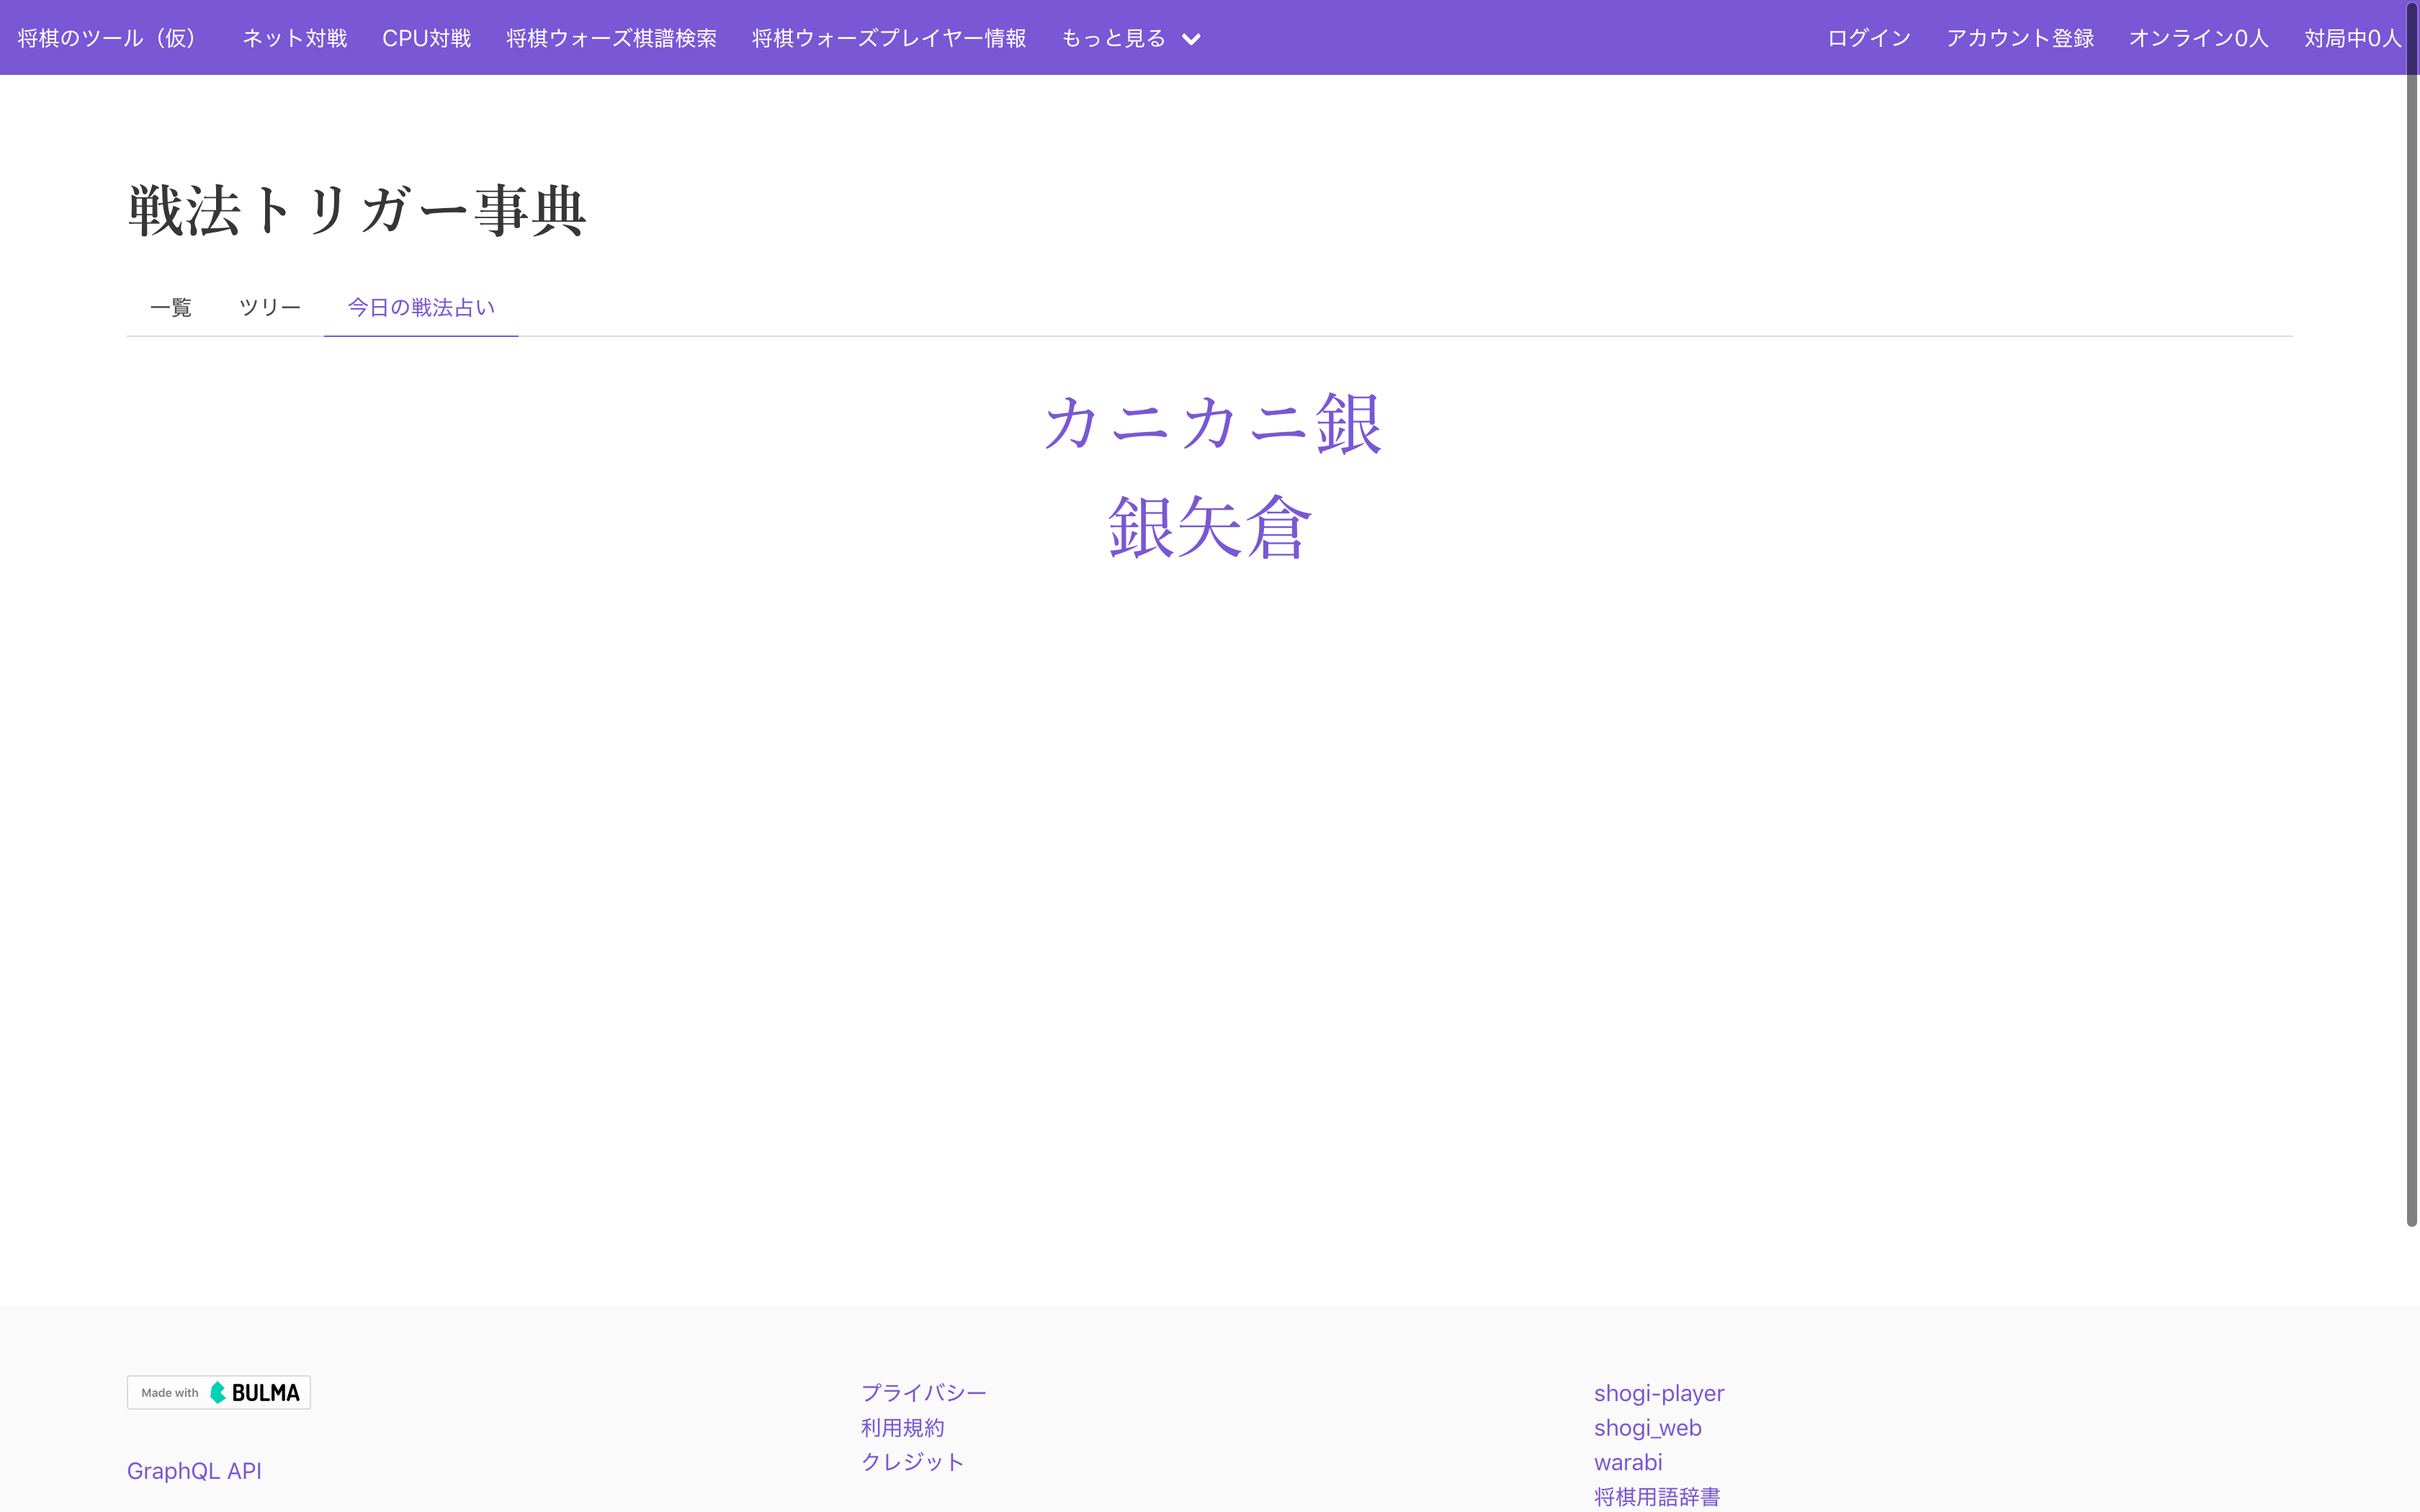 将棋のツール（仮） ネット対戦 CPU対戦 将棋ウォーズ棋譜検索 将棋ウォーズプレイヤー情報 もっと見る ログイン アカウント登録 オンライン0人 対局中0人
戦法トリガー事典
一覧 ツリー 今日の戦法占い
カニカニ銀
銀矢倉
Made with BULMA
GraphQL API
プライバシー
利用規約
クレジット
shogi-player
shogi_web
warabi
将棋用語辞書